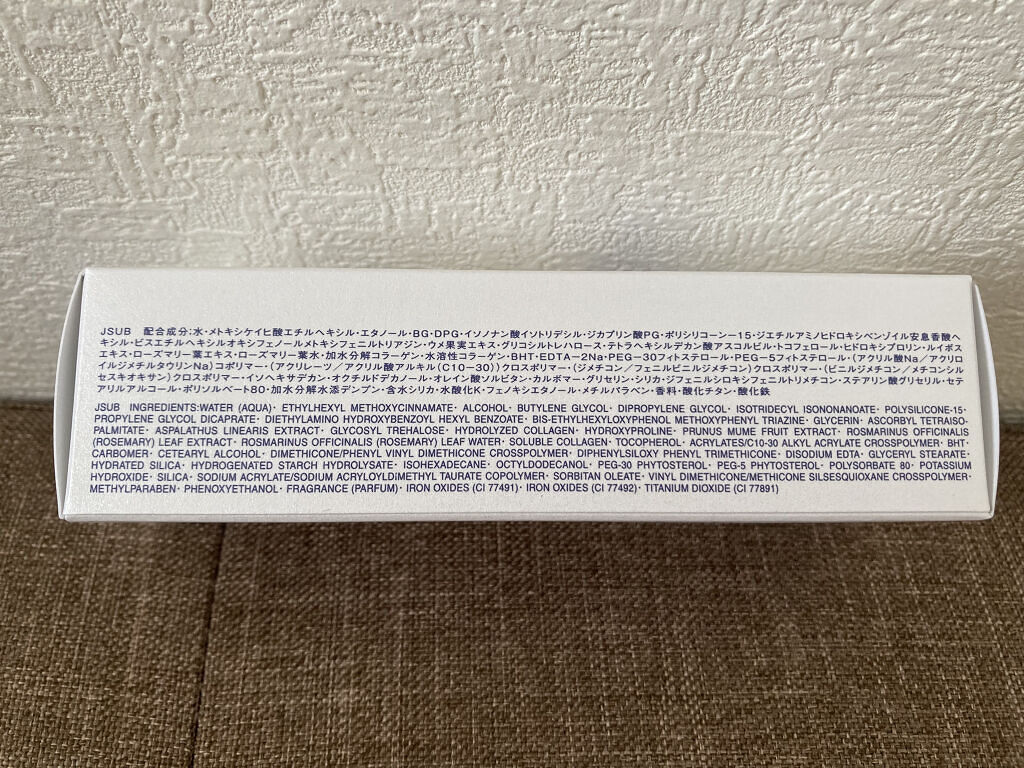 JSUB 配合成分:水・メトキシケイヒ酸エチルヘキシル・エタノール・BG・DPG・イソノナン酸イソトリデシル・ジカプリン酸PG・ポリシリコーン−15・ジエチルアミノヒドロキシベンゾイル安息香酸ヘ
キシル・ビスエチルヘキシルオキシフェノールメトキシフェニルトリアジン・ウメ果実エキス・グリコシルトレハロース・テトラヘキシルデカン酸アスコルビル・トコフェロール・ヒドロキシプロリン・ルイボス
エキス・ローズマリー葉エキス・ローズマリー葉水・加水分解コラーゲン・水溶性コラーゲン・BHT・EDTA−2Na・PEG−30フィトステロール・PEG−5フィトステロール・(アクリル酸Na/アクリロ
イルジメチルタウリンNa)コポリマー・(アクリレーツ/アクリル酸アルキル(C10−30))クロスポリマー・(ジメチコン/フェニルビニルジメチコン)クロスポリマー・(ビニルジメチコン/メチコンシル
セスキオキサン)クロスポリマー・イソヘキサデカン・オクチルドデカノール・オレイン酸ソルビタン・カルボマー・グリセリン・シリカ・ジフェニルシロキシフェニルトリメチコン・ステアリン酸グリセリル・セテ
アリルアルコール・ポリソルベート80・加水分解水添デンプン・含水シリカ・水酸化K・フェノキシエタノール・メチルパラベン・香料・酸化チタン・酸化鉄
JSUB INGREDIENTS:WATER (AQUA)・ ETHYLHEXYL METHOXYCINNAMATE・ ALCOHOL・ BUTYLENE GLYCOL・ DIPROPYLENE GLYCOL・ ISOTRIDECYL ISONONANOATE・ POLYSILICONE-15・
PROPYLENE GLYCOL DICAPRATE・ DIETHYLAMINO HYDROXYBENZOYL HEXYL BENZOATE・ BIS-ETHYLHEXYLOXYPHENOL METHOXYPHENYL TRIAZINE・ GLYCERIN・ ASCORBYL TETRAISO-
PALMITATE・ ASPALATHUS LINEARIS EXTRACT・ GLYCOSYL TREHALOSE・ HYDROLYZED COLLAGEN・ HYDROXYPROLINE・ PRUNUS MUME FRUIT EXTRACT・ ROSMARINUS OFFICINALIS
(ROSEMARY) LEAF EXTRACT・ ROSMARINUS OFFICINALIS (ROSEMARY) LEAF WATER・ SOLUBLE COLLAGEN・ TOCOPHEROL・ ACRYLATES/C10-30 ALKYL ACRYLATE CROSSPOLYMER・ BHT・
CARBOMER・ CETEARYL ALCOHOL・ DIMETHICONE/PHENYL VINYL DIMETHICONE CROSSPOLYMER・ DIPHENYLSILOXY PHENYL TRIMETHICONE・ DISODIUM EDTA・ GLYCERYL STEARATE・
HYDRATED SILICA・ HYDROGENATED STARCH HYDROLYSATE・ ISOHEXADECANE・ OCTYLDODECANOL・ PEG-30 PHYTOSTEROL・ PEG-5 PHYTOSTEROL・ POLYSORBATE 80・ POTASSIUM
HYDROXIDE・ SILICA・ SODIUM ACRYLATE/SODIUM ACRYLOYLDIMETHYL TAURATE COPOLYMER・ SORBITAN OLEATE・ VINYL DIMETHICONE/METHICONE SILSESQUIOXANE CROSSPOLYMER・
METHYLPARABEN・ PHENOXYETHANOL・ FRAGRANCE (PARFUM)・ IRON OXIDES (CI 77491)・ IRON OXIDES (CI 77492)・ TITANIUM DIOXIDE (CI 77891)